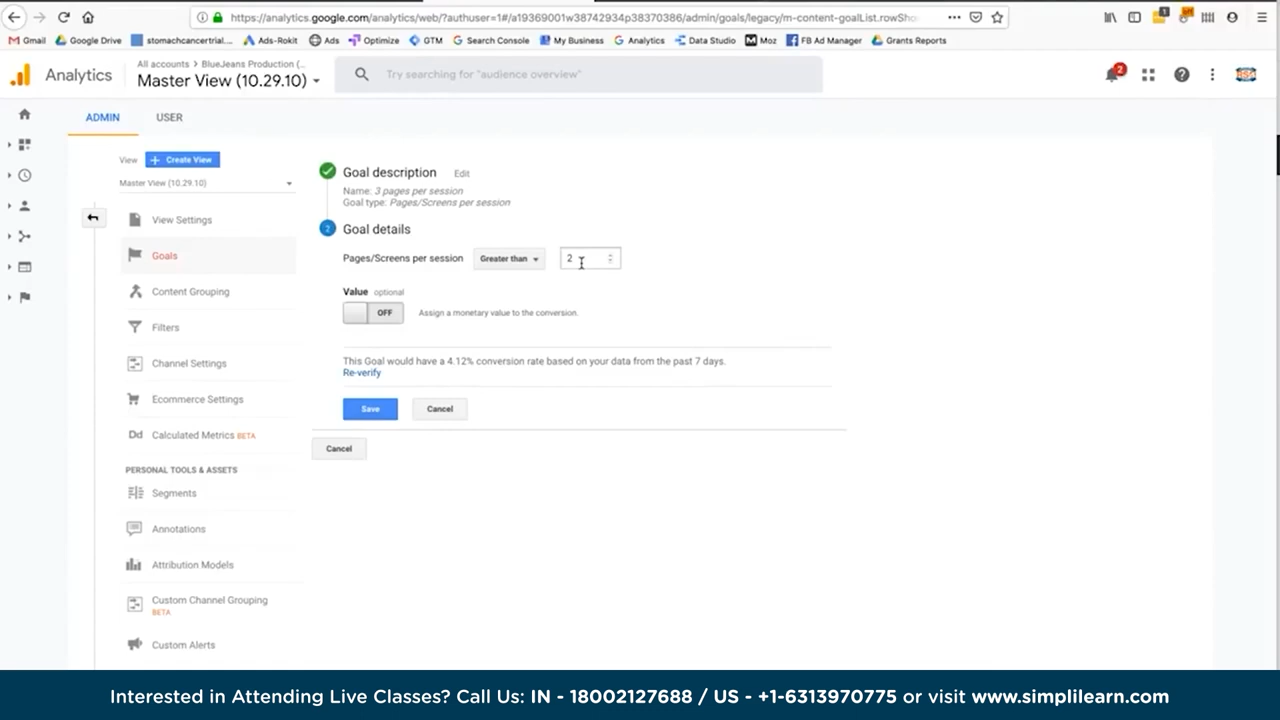 https://analytics.google.com/analytics/web/?authuser=1#/a19369001w38742934p38370386/admin/goals/legacy/m-content-goalList.rowSho
Gmail Google Drive stomachcancertrial.... Ads-Rokit Ads Optimize GTM Search Console My Business Analytics Data Studio Moz FB Ad Manager Grants Reports
Analytics
All accounts > BlueJeans Production (..
Master View (10.29.10)
Try searching for "audience overview"
2
1
ADMIN
USER
View
+ Create View
Master View (10.29.10)
View Settings
Goals
Content Grouping
Filters
Channel Settings
Ecommerce Settings
Dd Calculated Metrics BETA
PERSONAL TOOLS & ASSETS
Segments
Annotations
Attribution Models
Custom Channel Grouping
BETA
Custom Alerts
Goal description Edit
Name: 3 pages per session
Goal type: Pages/Screens per session
2 Goal details
Pages/Screens per session Greater than 2
Value optional
OFF Assign a monetary value to the conversion.
This Goal would have a 4.12% conversion rate based on your data from the past 7 days.
Re-verify
Save Cancel
Cancel
Interested in Attending Live Classes? Call Us: IN - 18002127688 / US - +1-6313970775 or visit www.simplilearn.com